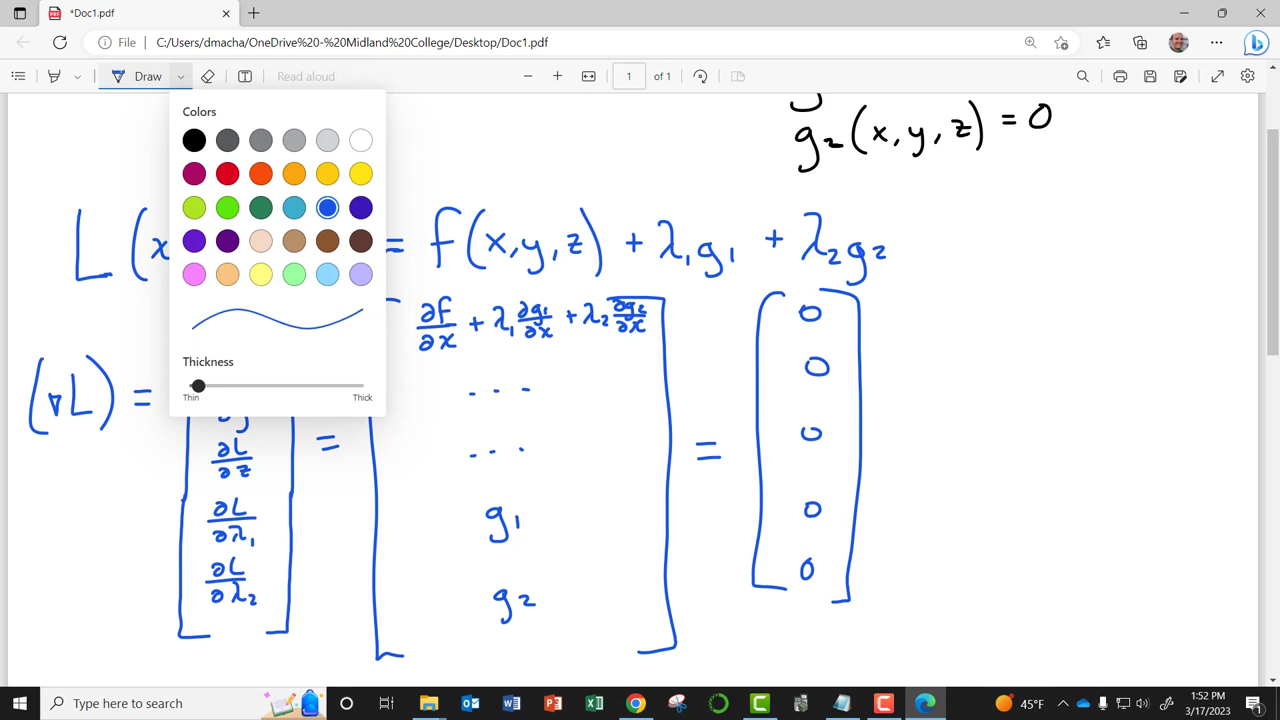 *Doc1.pdf
File C:/Users/dmacha/OneDrive%20-%20Midland%20College/Desktop/Doc1.pdf
Draw Read aloud 1 of 1
Colors
Thickness
Thin Thick
g₂(x,y,z) = 0
L(x = f(x,y,z) + λ₁g₁ + λ₂g₂
∂f/∂x + λ₁ ∂g₁/∂x + λ₂ ∂g₂/∂x 0
0
(∇L) = ... 0
∂L/∂z = ... =
∂L/∂λ₁ g₁ 0
∂L/∂λ₂ g₂ 0
Type here to search
45°F
1:52 PM
3/17/2023